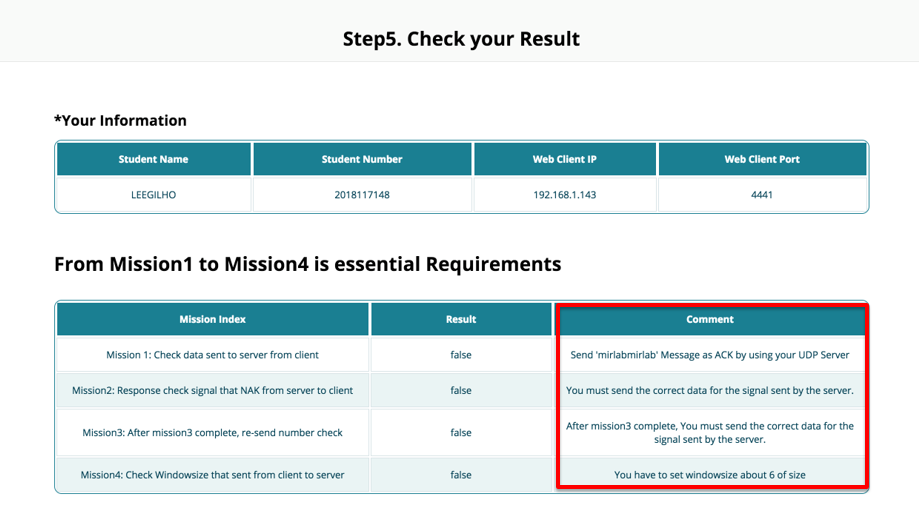 Step5. Check your Result
*Your Information
Student Name Student Number Web Client IP Web Client Port
LEEGILHO 2018117148 192.168.1.143 4441
From Mission1 to Mission4 is essential Requirements
Mission Index Result Comment
Mission 1: Check data sent to server from client false Send 'mirlabmirlab' Message as ACK by using your UDP Server
Mission2: Response check signal that NAK from server to client false You must send the correct data for the signal sent by the server.
Mission3: After mission3 complete, re-send number check false After mission3 complete, You must send the correct data for the
signal sent by the server.
Mission4: Check Windowsize that sent from client to server false You have to set windowsize about 6 of size